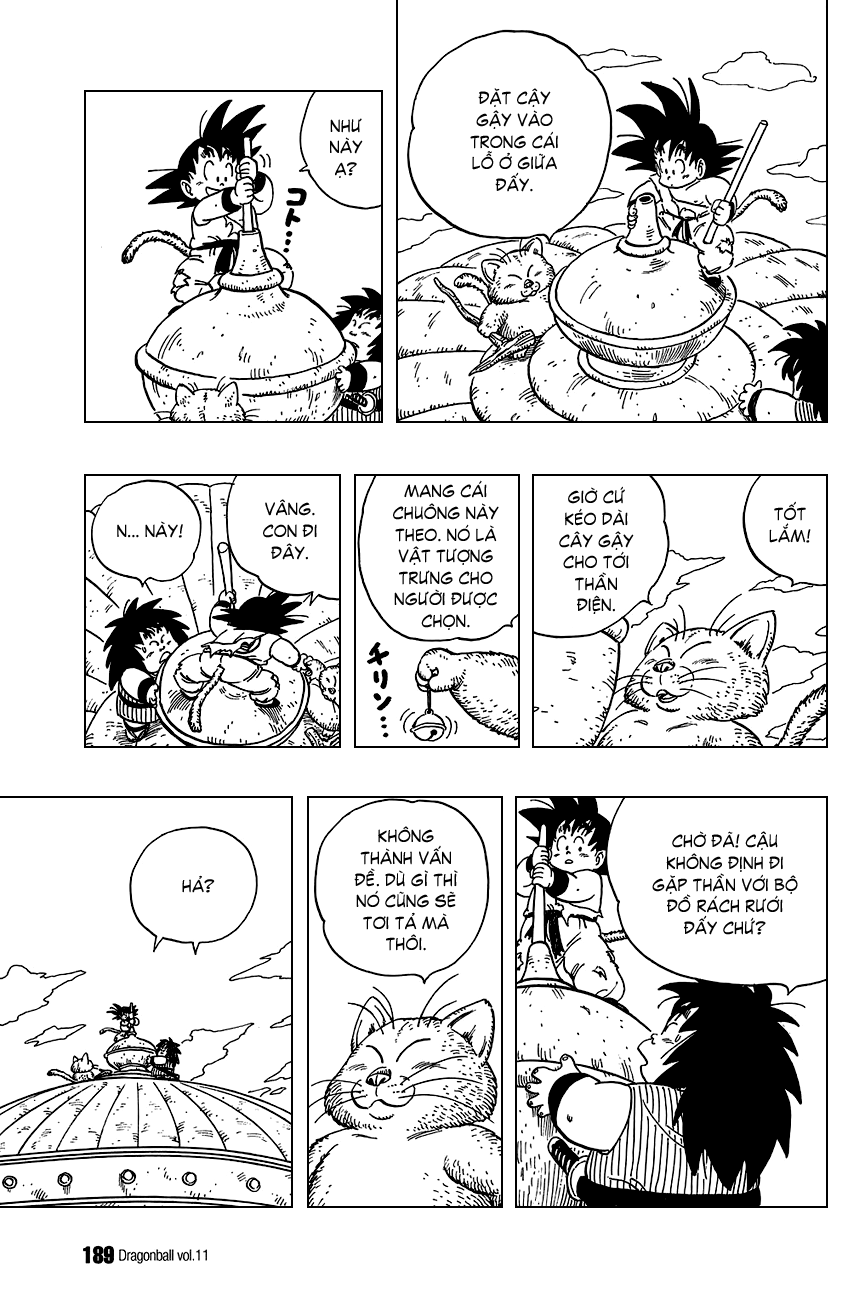 ĐẶT CẬY
GẬY VÀO
TRONG CÁI
LỖ Ở GIỮA
ĐẤY.
NHƯ
NÀY
Ạ?
コト…
TỐT
LẮM!
GIỜ CỨ
KÉO DÀI
CÂY GẬY
CHO TỚI
THẦN
ĐIỆN.
MANG CÁI
CHUÔNG NÀY
THEO. NÓ LÀ
VẬT TƯỢNG
TRƯNG CHO
NGƯỜI ĐƯỢC
CHỌN.
チリン…
VÂNG.
CON ĐI
ĐÂY.
N... NÀY!
CHỜ ĐÃ! CẬU
KHÔNG ĐỊNH ĐI
GẶP THẦN VỚI BỘ
ĐỒ RÁCH RƯỚI
ĐẤY CHỨ?
KHÔNG
THÀNH VẤN
ĐỀ. DÙ GÌ THÌ
NÓ CŨNG SẼ
TƠI TẢ MÀ
THÔI.
HẢ?
189 Dragonball vol.11